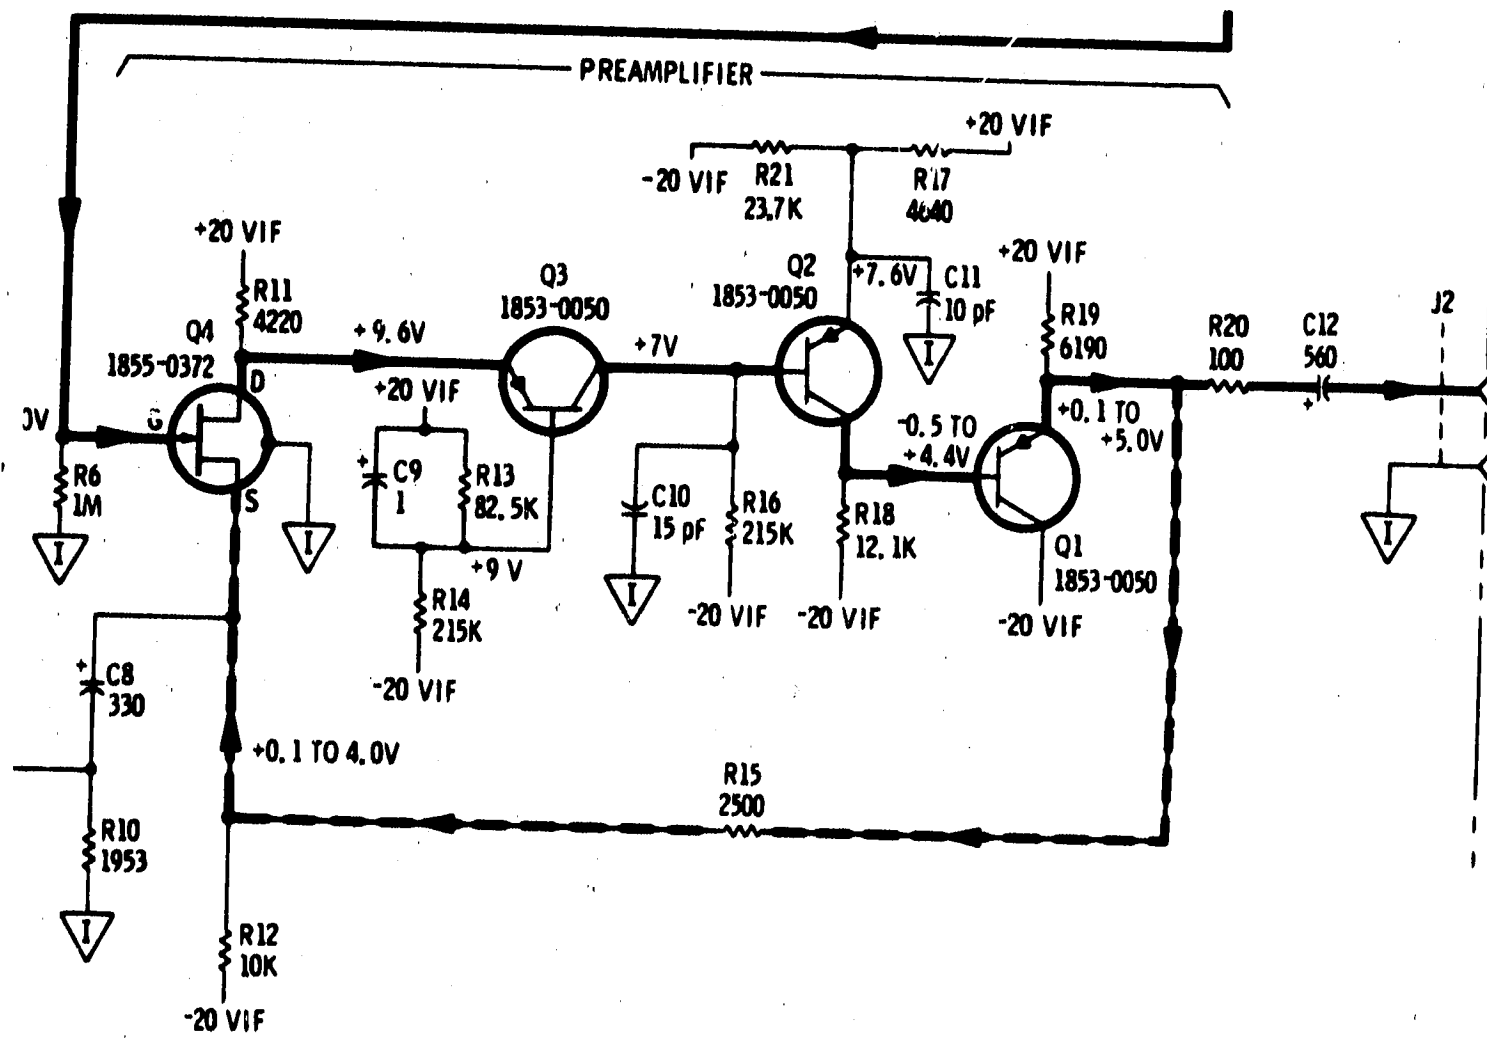 PREAMPLIFIER
+20 VIF
-20 VIF
R21
23.7K
R17
4640
+20 VIF
R11
4220
Q4
1855-0372
D
G
S
0V
R6
1M
I
I
+9.6V
Q3
1853-0050
+7V
+20 VIF
+
C9
1
R13
82.5K
+9 V
R14
215K
-20 VIF
C10
15 pF
I
R16
215K
-20 VIF
Q2
1853-0050
+7.6V
C11
10 pF
I
-0.5 TO
+4.4V
R18
12.1K
-20 VIF
+20 VIF
R19
6190
+0.1 TO
+5.0V
Q1
1853-0050
-20 VIF
R20
100
C12
560
+
J2
I
+
C8
330
+0.1 TO 4.0V
R15
2500
R10
1953
I
R12
10K
-20 VIF